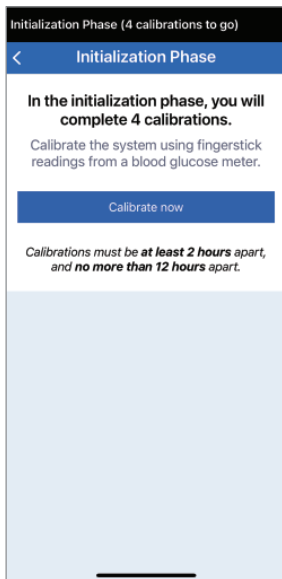 Initialization Phase (4 calibrations to go)
Initialization Phase
In the initialization phase, you will
complete 4 calibrations.
Calibrate the system using fingerstick
readings from a blood glucose meter.
Calibrate now
Calibrations must be at least 2 hours apart,
and no more than 12 hours apart.